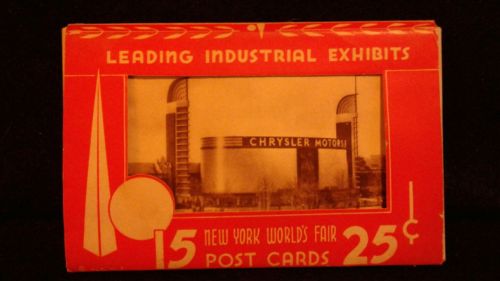 LEADING INDUSTRIAL EXHIBITS
CHRYSLER MOTORS
15 NEW YORK WORLD'S FAIR
POST CARDS 25¢